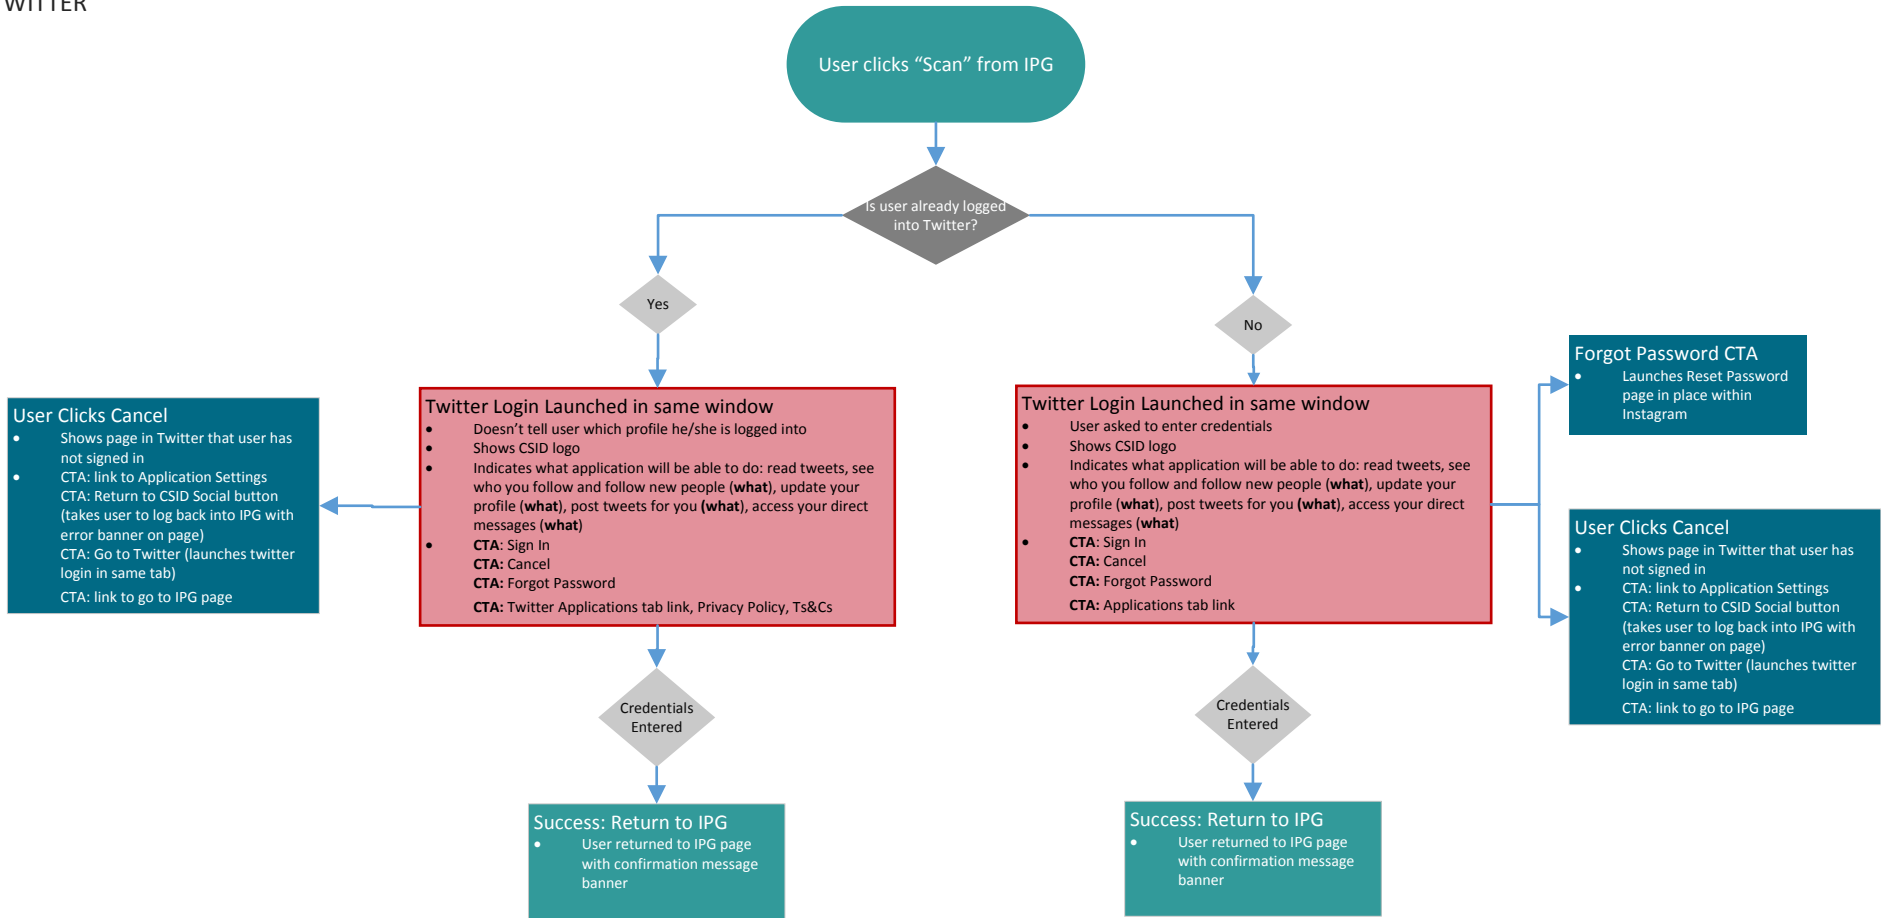 WITTER
User clicks “Scan” from IPG
Is user already logged
into Twitter?
Yes
No
User Clicks Cancel
• Shows page in Twitter that user has
not signed in
• CTA: link to Application Settings
CTA: Return to CSID Social button
(takes user to log back into IPG with
error banner on page)
CTA: Go to Twitter (launches twitter
login in same tab)
CTA: link to go to IPG page
Twitter Login Launched in same window
• Doesn’t tell user which profile he/she is logged into
• Shows CSID logo
• Indicates what application will be able to do: read tweets, see
who you follow and follow new people (what), update your
profile (what), post tweets for you (what), access your direct
messages (what)
• CTA: Sign In
CTA: Cancel
CTA: Forgot Password
CTA: Twitter Applications tab link, Privacy Policy, Ts&Cs
Twitter Login Launched in same window
• User asked to enter credentials
• Shows CSID logo
• Indicates what application will be able to do: read tweets, see
who you follow and follow new people (what), update your
profile (what), post tweets for you (what), access your direct
messages (what)
• CTA: Sign In
CTA: Cancel
CTA: Forgot Password
CTA: Applications tab link
Forgot Password CTA
• Launches Reset Password
page in place within
Instagram
User Clicks Cancel
• Shows page in Twitter that user has
not signed in
• CTA: link to Application Settings
CTA: Return to CSID Social button
(takes user to log back into IPG with
error banner on page)
CTA: Go to Twitter (launches twitter
login in same tab)
CTA: link to go to IPG page
Credentials
Entered
Credentials
Entered
Success: Return to IPG
• User returned to IPG page
with confirmation message
banner
Success: Return to IPG
• User returned to IPG page
with confirmation message
banner